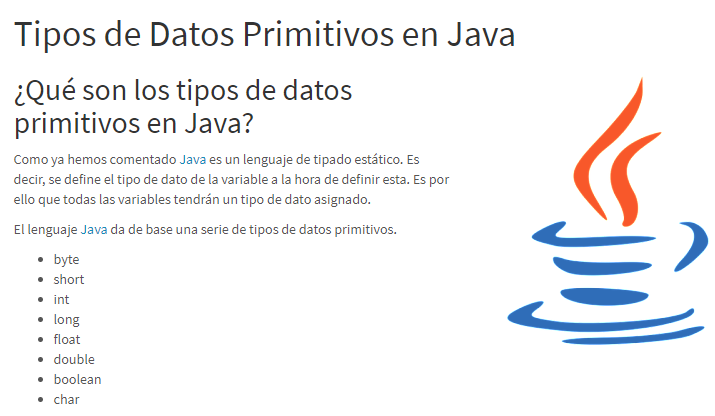 Tipos de Datos Primitivos en Java
¿Qué son los tipos de datos
primitivos en Java?
Como ya hemos comentado Java es un lenguaje de tipado estático. Es
decir, se define el tipo de dato de la variable a la hora de definir esta. Es por
ello que todas las variables tendrán un tipo de dato asignado.
El lenguaje Java da de base una serie de tipos de datos primitivos.
• byte
• short
• int
• long
• float
• double
• boolean
• char